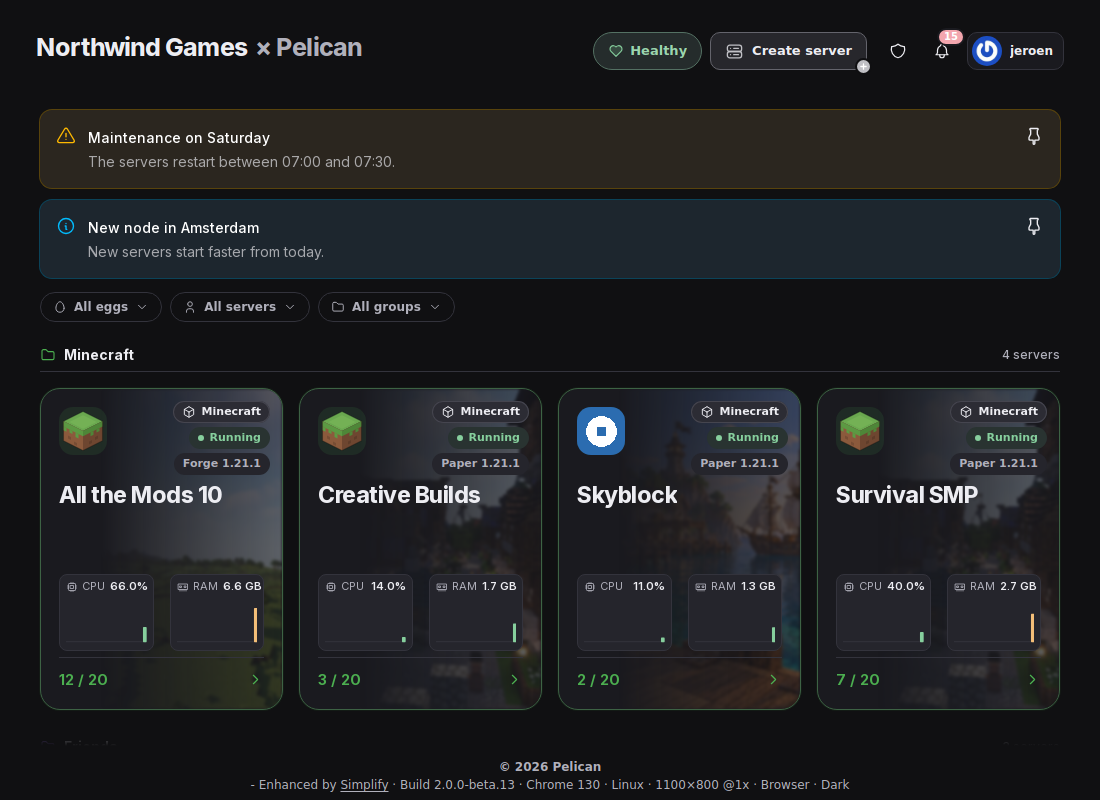 Northwind Games × Pelican
Healthy
Create server
15
jeroen
Maintenance on Saturday
The servers restart between 07:00 and 07:30.
New node in Amsterdam
New servers start faster from today.
All eggs
All servers
All groups
Minecraft
4 servers
Minecraft
Running
Forge 1.21.1
All the Mods 10
CPU 66.0%
RAM 6.6 GB
12 / 20
Minecraft
Running
Paper 1.21.1
Creative Builds
CPU 14.0%
RAM 1.7 GB
3 / 20
Minecraft
Running
Paper 1.21.1
Skyblock
CPU 11.0%
RAM 1.3 GB
2 / 20
Minecraft
Running
Paper 1.21.1
Survival SMP
CPU 40.0%
RAM 2.7 GB
7 / 20
Friends
© 2026 Pelican
- Enhanced by Simplify · Build 2.0.0-beta.13 · Chrome 130 · Linux · 1100×800 @1x · Browser · Dark